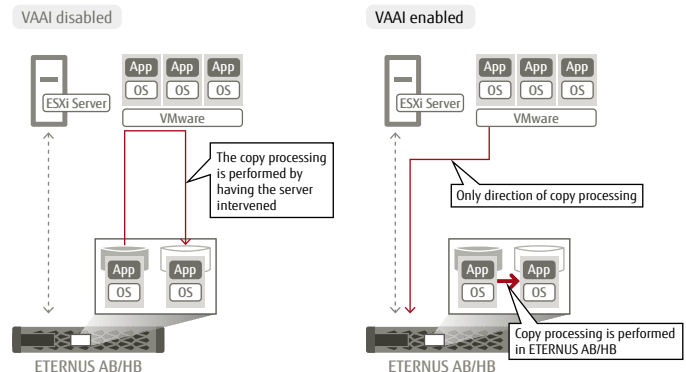 VAAI disabled
App App App
OS OS OS
ESXi Server
VMware
The copy processing
is performed by
having the server
intervened
App App
OS OS
ETERNUS AB/HB
VAAI enabled
App App App
OS OS OS
ESXi Server
VMware
Only direction of copy processing
App App
OS OS
Copy processing is performed
in ETERNUS AB/HB
ETERNUS AB/HB